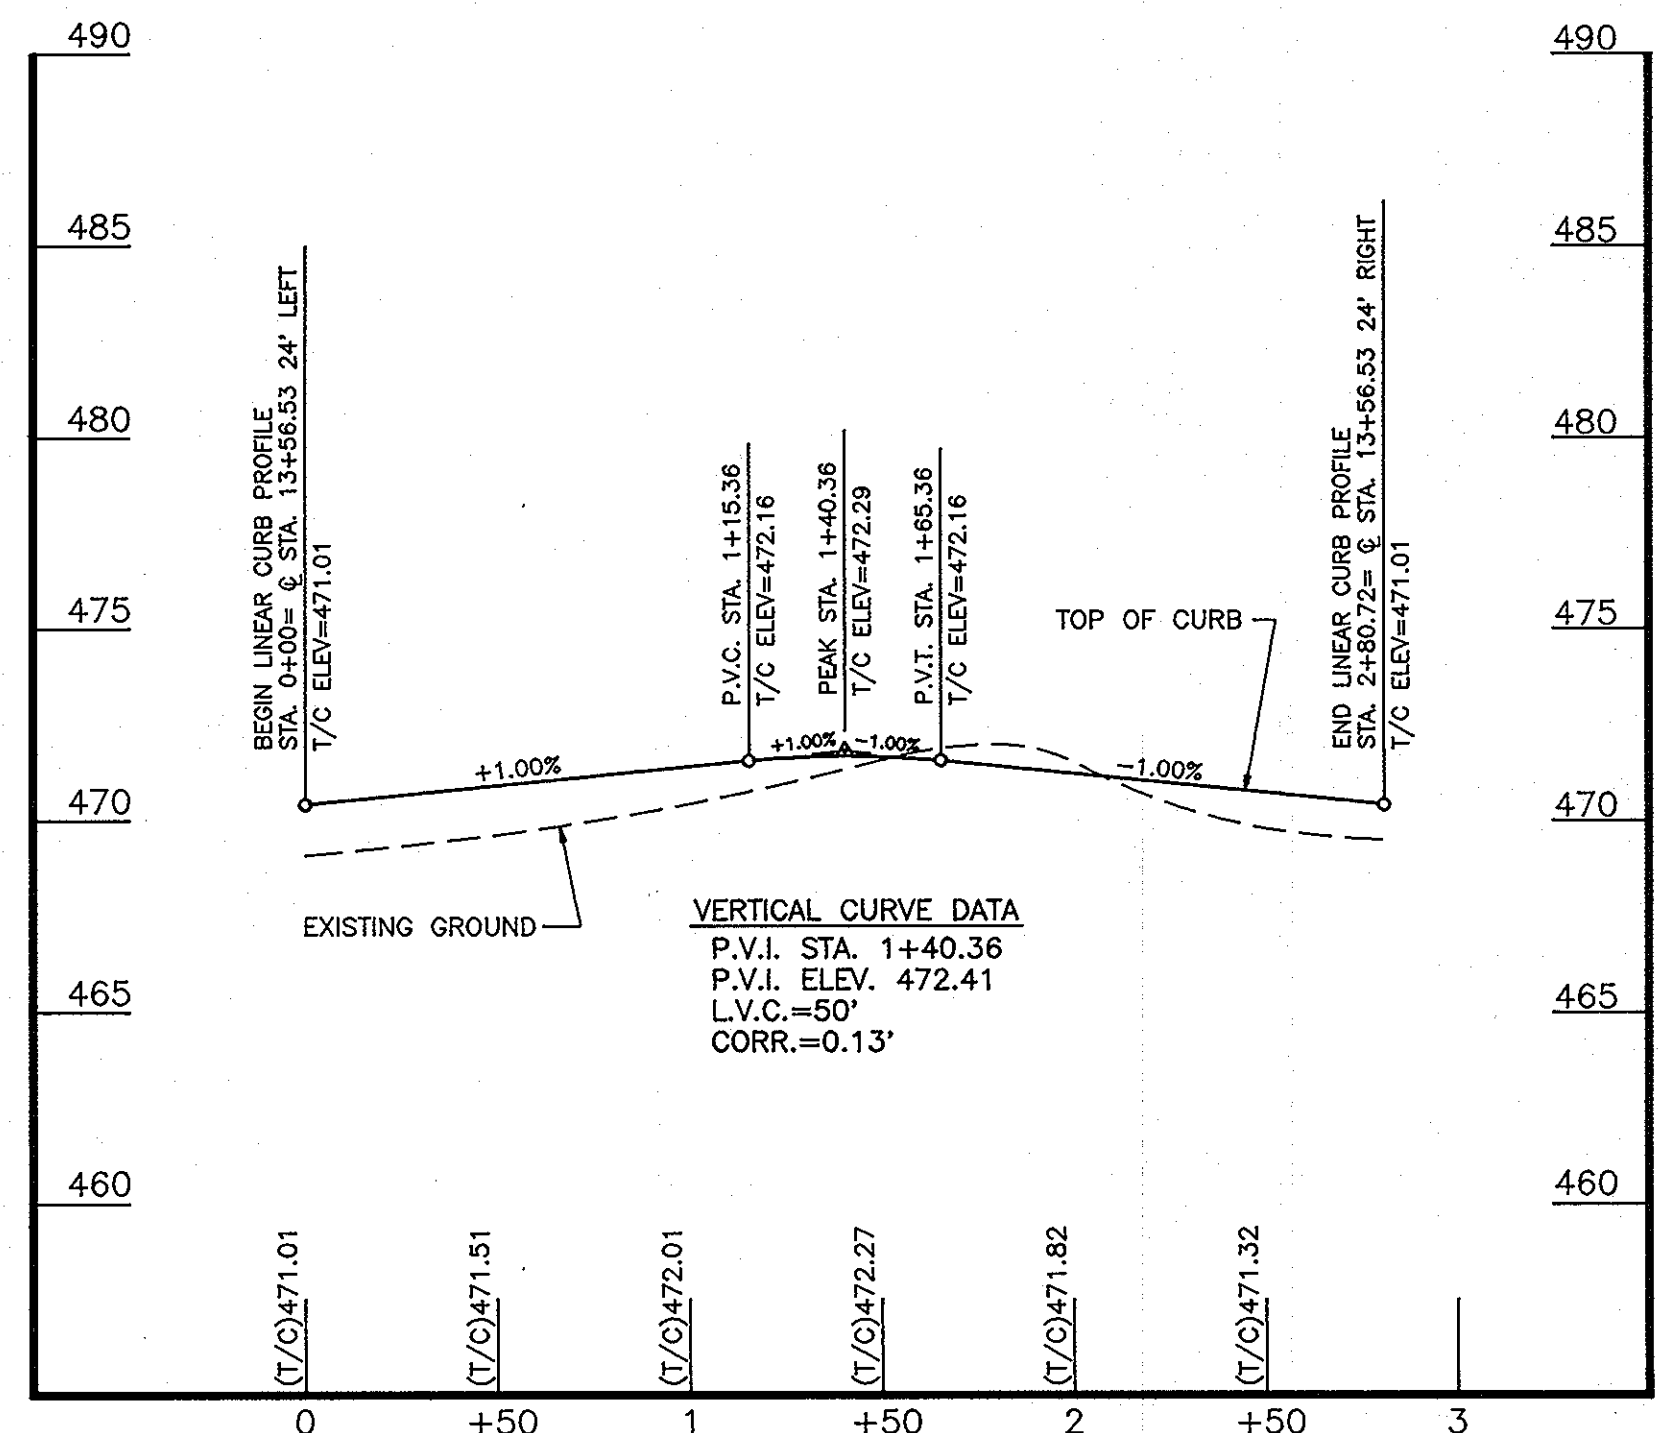 490
490
485
485
480
480
475
475
470
470
465
465
460
460
BEGIN LINEAR CURB PROFILE
STA. 0+00= ℄ STA. 13+56.53 24' LEFT
T/C ELEV=471.01
P.V.C. STA. 1+15.36
T/C ELEV=472.16
PEAK STA. 1+40.36
T/C ELEV=472.29
P.V.T. STA. 1+65.36
T/C ELEV=472.16
END LINEAR CURB PROFILE
STA. 2+80.72= ℄ STA. 13+56.53 24' RIGHT
T/C ELEV=471.01
TOP OF CURB
+1.00%
+1.00%
-1.00%
-1.00%
EXISTING GROUND
VERTICAL CURVE DATA
P.V.I. STA. 1+40.36
P.V.I. ELEV. 472.41
L.V.C.=50'
CORR.=0.13'
(T/C)471.01
(T/C)471.51
(T/C)472.01
(T/C)472.27
(T/C)471.82
(T/C)471.32
0
+50
1
+50
2
+50
3